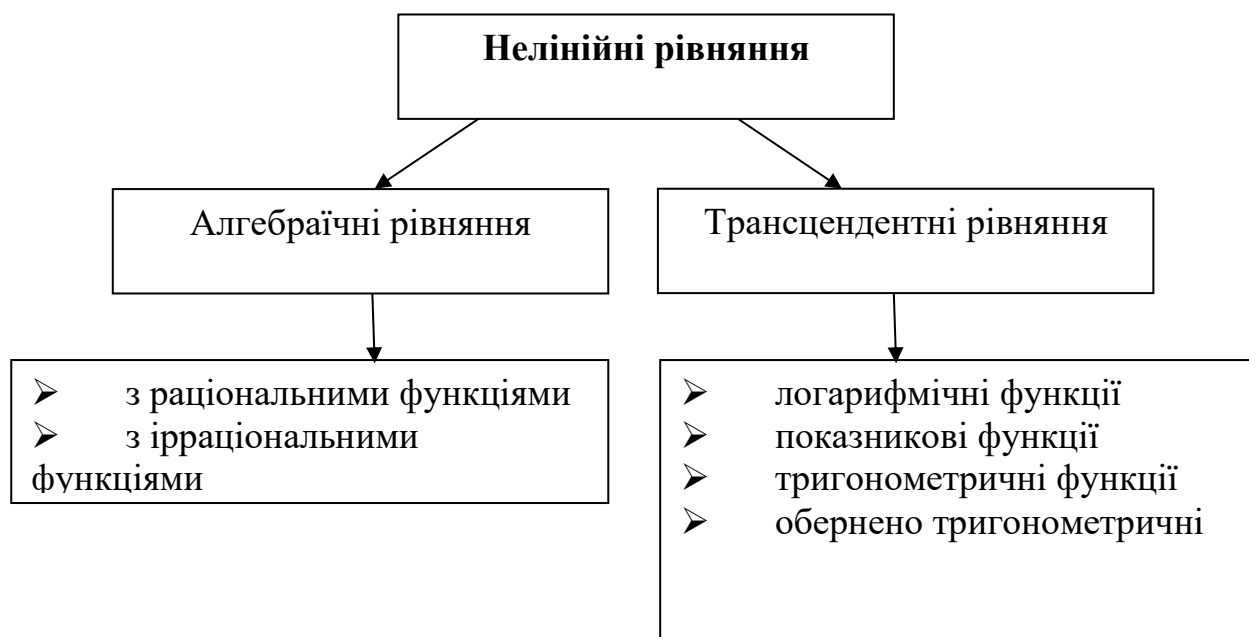 Нелінійні рівняння
Алгебраїчні рівняння
Трансцендентні рівняння
➢ з раціональними функціями
➢ з ірраціональними
функціями
➢ логарифмічні функції
➢ показникові функції
➢ тригонометричні функції
➢ обернено тригонометричні